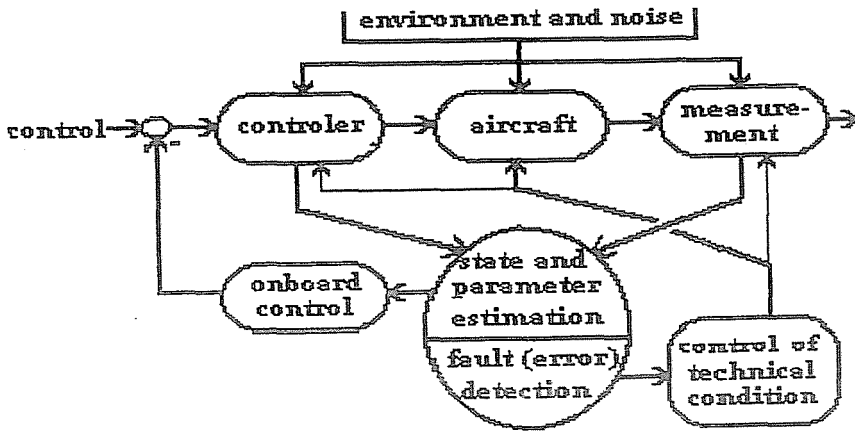 environment and noise
control
controler
aircraft
measure-
ment
-
onboard
control
state and
parameter
estimation
fault (error)
detection
control of
technical
condition